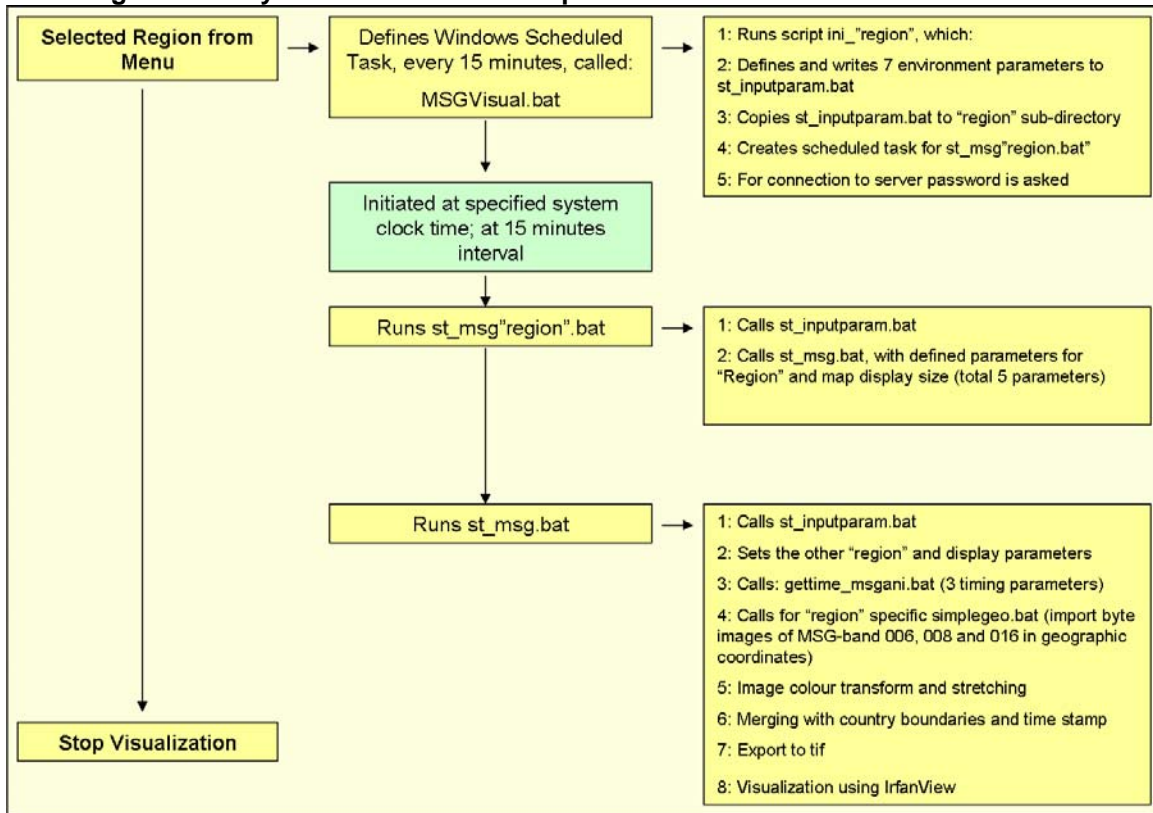 Selected Region from
Menu
Defines Windows Scheduled
Task, every 15 minutes, called:
MSGVisual.bat
1: Runs script ini_"region", which:
2: Defines and writes 7 environment parameters to
st_inputparam.bat
3: Copies st_inputparam.bat to "region" sub-directory
4: Creates scheduled task for st_msg"region.bat"
5: For connection to server password is asked
Initiated at specified system
clock time; at 15 minutes
interval
Runs st_msg"region".bat
1: Calls st_inputparam.bat
2: Calls st_msg.bat, with defined parameters for
"Region" and map display size (total 5 parameters)
Runs st_msg.bat
1: Calls st_inputparam.bat
2: Sets the other "region" and display parameters
3: Calls: gettime_msgani.bat (3 timing parameters)
4: Calls for "region" specific simplegeo.bat (import byte
images of MSG-band 006, 008 and 016 in geographic
coordinates)
5: Image colour transform and stretching
6: Merging with country boundaries and time stamp
7: Export to tif
8: Visualization using IrfanView
Stop Visualization